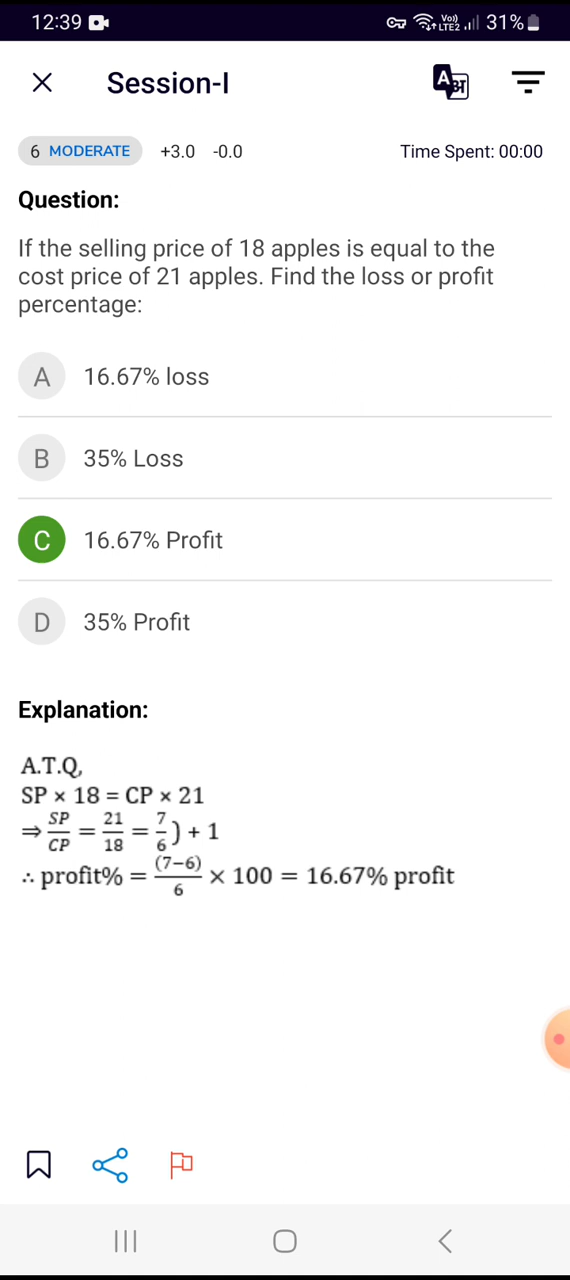 12:39 Vo) LTE2 31%
Session-I
6 MODERATE +3.0 -0.0 Time Spent: 00:00
Question:
If the selling price of 18 apples is equal to the
cost price of 21 apples. Find the loss or profit
percentage:
A 16.67% loss
B 35% Loss
C 16.67% Profit
D 35% Profit
Explanation:
A.T.Q,
SP × 18 = CP × 21
⇒ SP/CP = 21/18 = 7/6 ) + 1
∴ profit% = (7−6)/6 × 100 = 16.67% profit